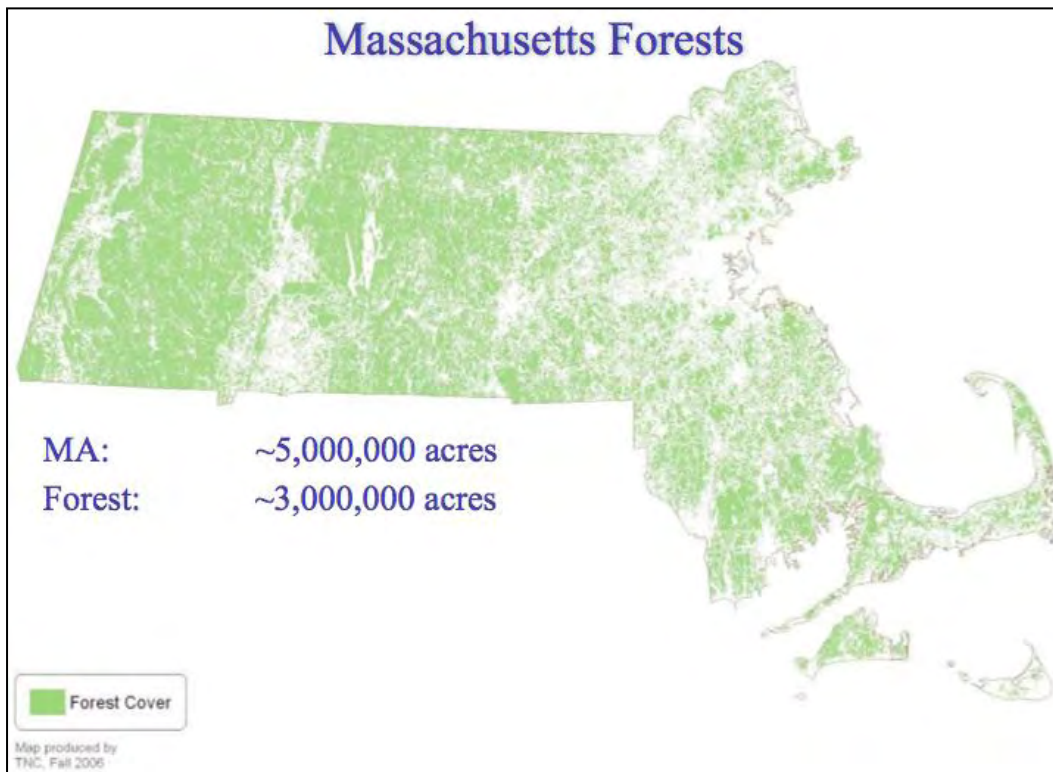 Massachusetts Forests
MA: ~5,000,000 acres
Forest: ~3,000,000 acres
Forest Cover
Map produced by
TNC, Fall 2006